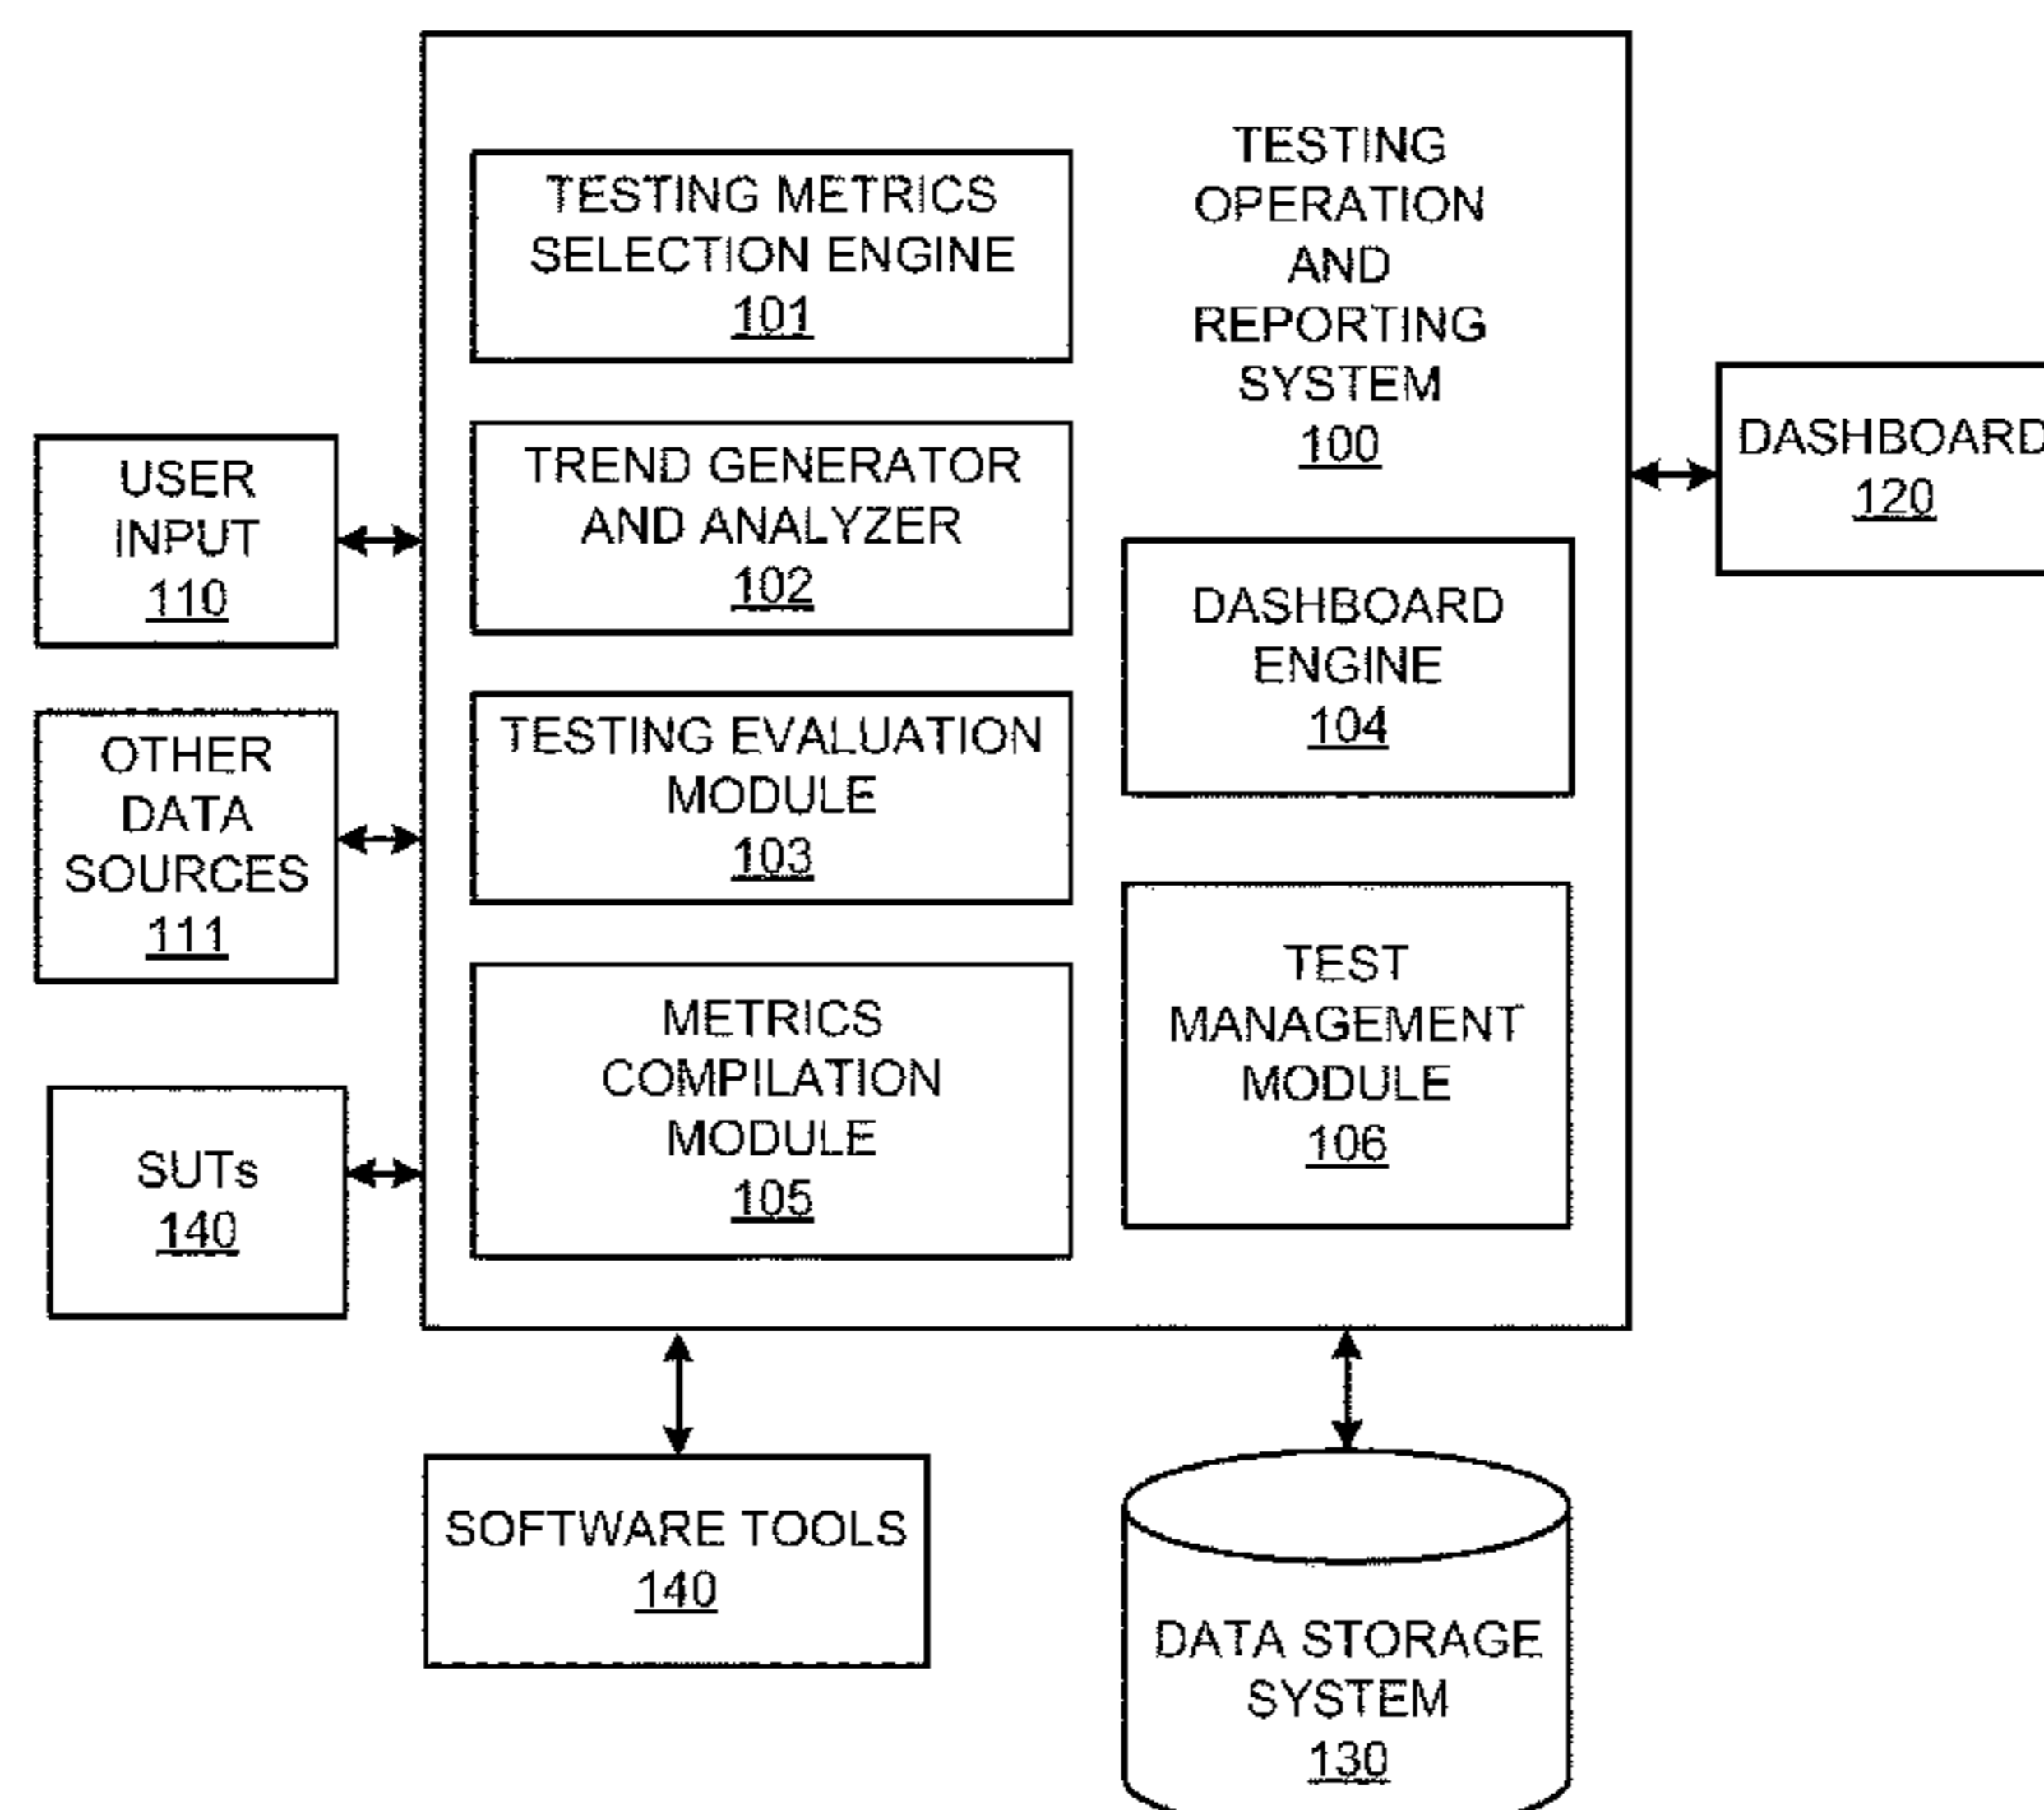 TESTING METRICS
SELECTION ENGINE
101
TESTING
OPERATION
AND
REPORTING
SYSTEM
100
USER
INPUT
110
TREND GENERATOR
AND ANALYZER
102
DASHBOARD
120
DASHBOARD
ENGINE
104
OTHER
DATA
SOURCES
111
TESTING EVALUATION
MODULE
103
METRICS
COMPILATION
MODULE
105
TEST
MANAGEMENT
MODULE
106
SUTs
140
SOFTWARE TOOLS
140
DATA STORAGE
SYSTEM
130